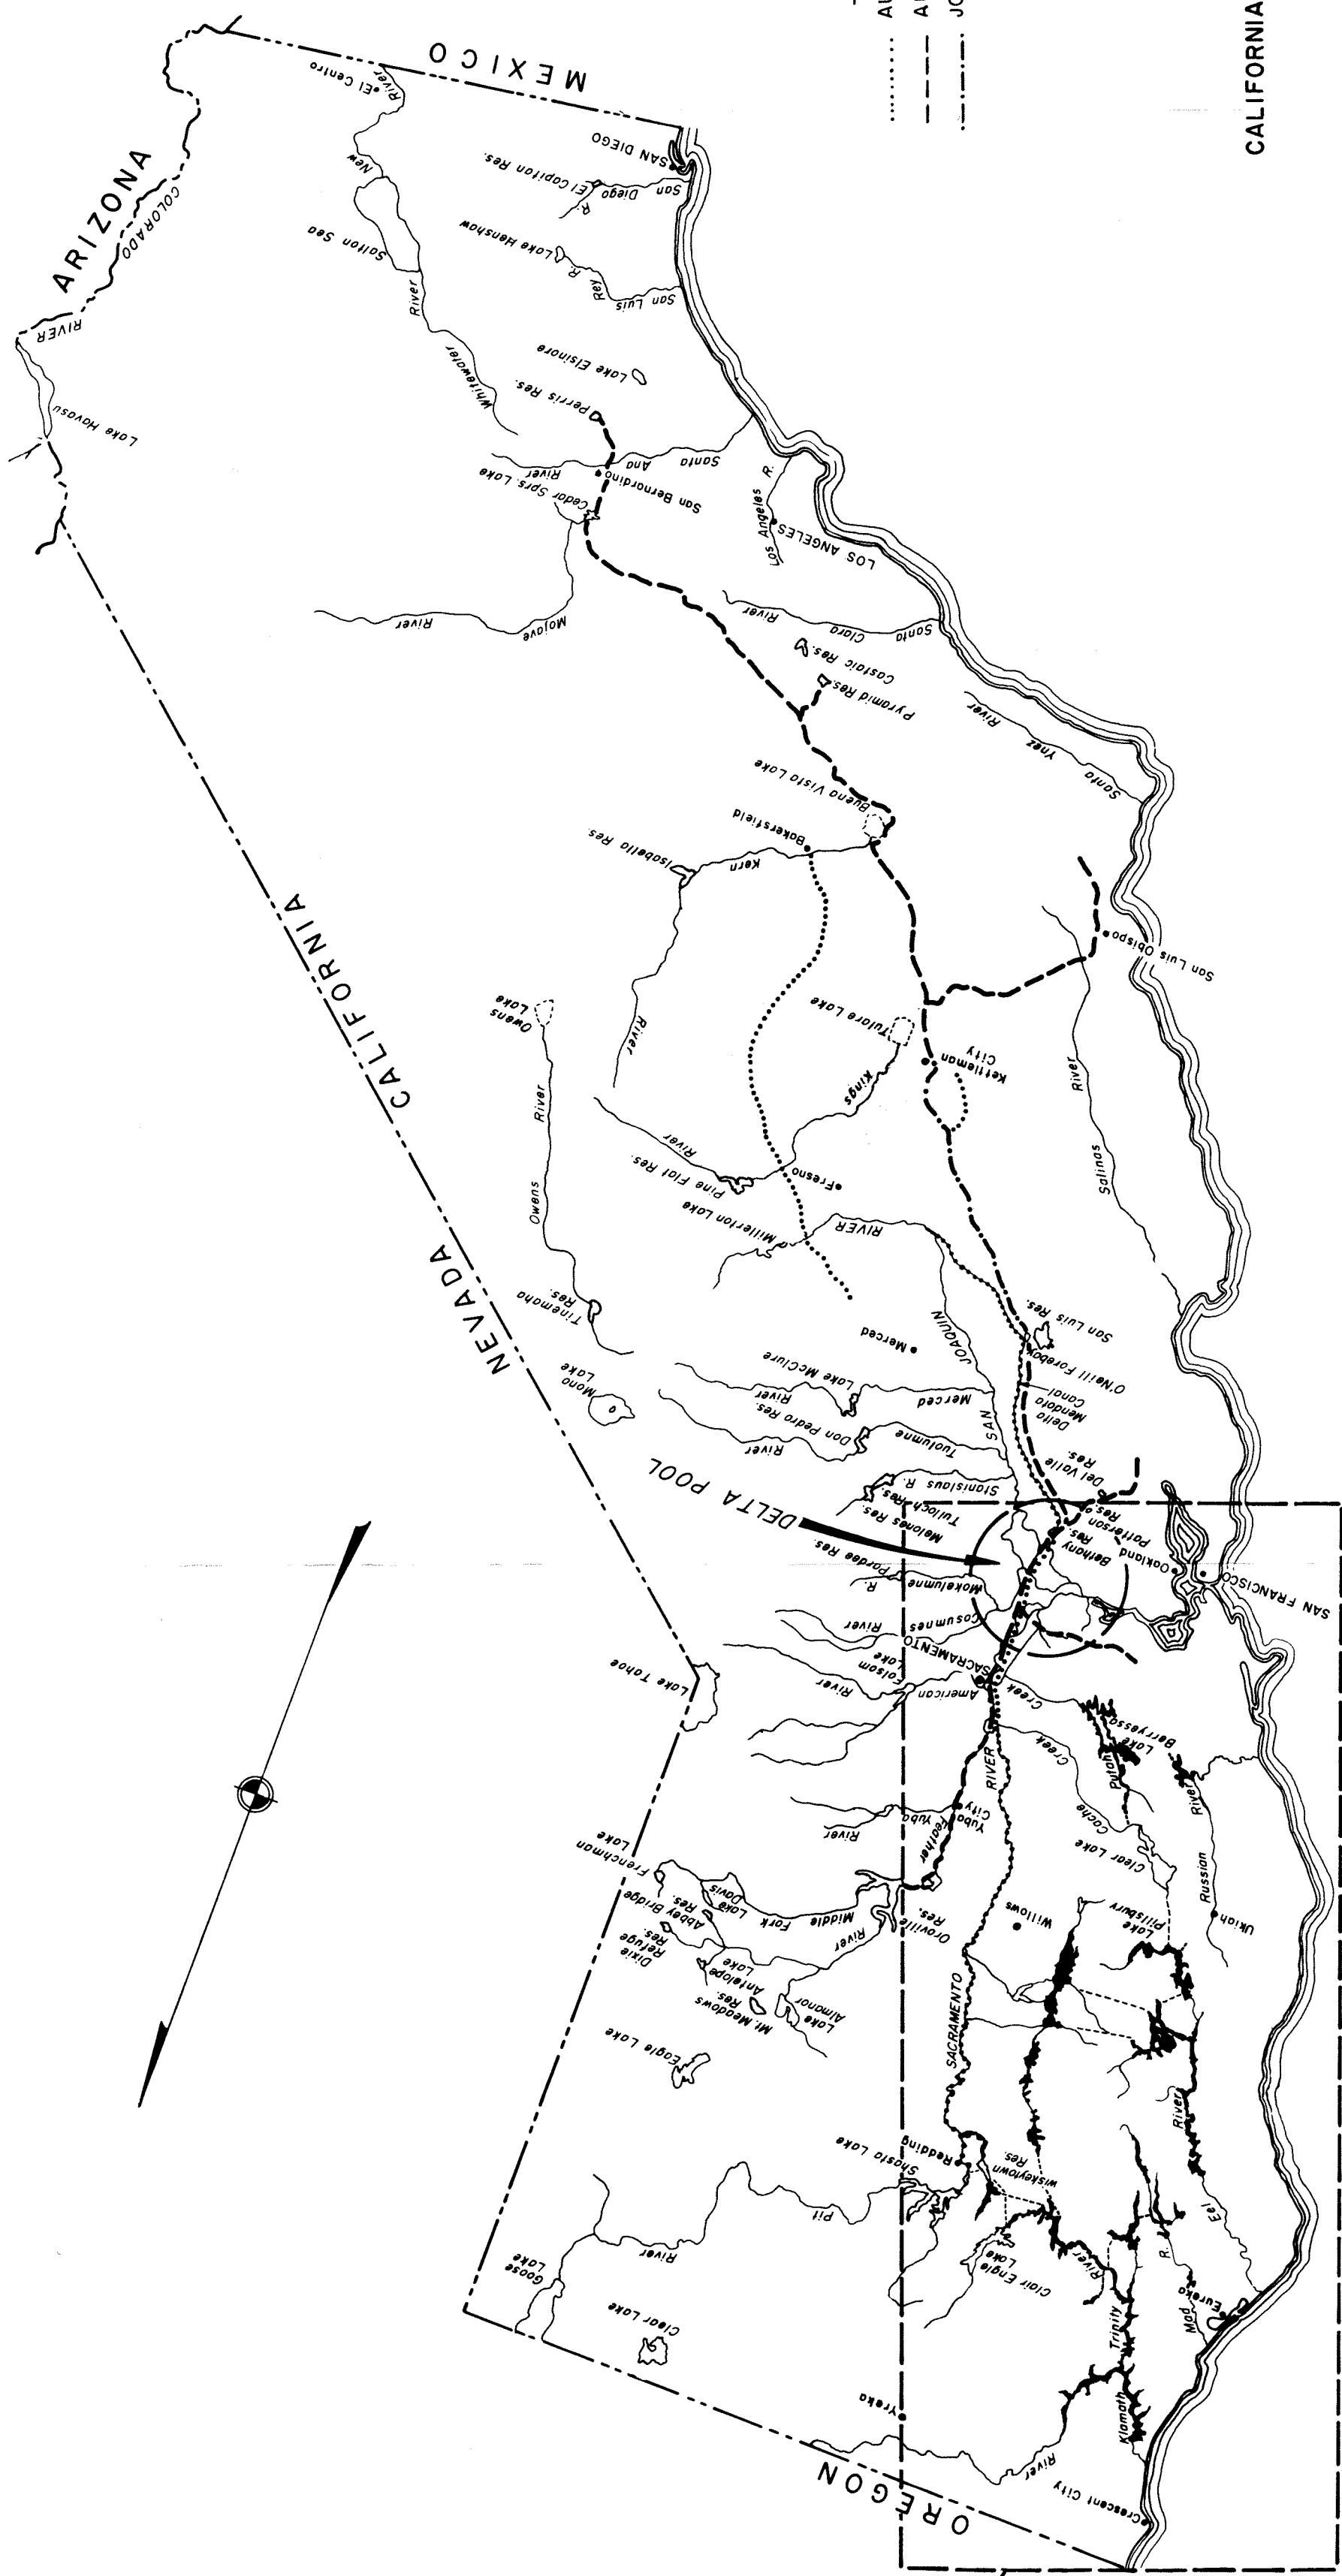 OREGON
Crescent City
River
Klamath
Yreka
Clear Lake
Goose
Lake
River
Pit
Trinity
River
Mad
R.
Eureka
Eel
River
Clair Engle
Lake
Wiskeytown
Res.
Shasta Lake
Redding
SACRAMENTO
RIVER
Eagle Lake
Mt. Meadows
Res.
Lake
Almanor
Antelope
Lake
Dixie
Refuge
Res.
Abbey Bridge
Res.
Lake
Davis
Frenchman
Lake
Middle
Fork
River
Oroville
Res.
Willows
Lake
Pillsbury
Ukiah
Russian
River
Clear Lake
Cache
Creek
Putah
Creek
Lake
Berryessa
Feather
Yuba
City
Yuba
River
American
River
Folsom
Lake
Lake Tahoe
SACRAMENTO
Cosumnes
River
Mokelumne
R.
Pardee Res.
DELTA POOL
SAN FRANCISCO
Oakland
Bethany
Res.
Patterson
Res.
Del Valle
Res.
Melones Res.
Tulloch Res.
Stanislaus R.
Tuolumne
River
Don Pedro Res.
Merced
River
Lake McClure
Merced
Delta
Mendota
Canal
O'Neill Forebay
San Luis Res.
SAN
JOAQUIN
RIVER
Millerton Lake
Fresno
Pine Flat Res.
Kings
River
Mono
Lake
Tinemaha
Res.
Owens
River
Owens
Lake
NEVADA
CALIFORNIA
Salinas
River
Kettleman
City
Tulare Lake
San Luis Obispo
Kern
River
Isabella Res.
Bakersfield
Buena Vista Lake
Santa
Ynez
River
Pyramid Res.
Castaic Res.
Santa
Clara
River
LOS ANGELES
Los Angeles
R.
Mojave
River
Cedar Sprs. Lake
San Bernardino
Santa
Ana
River
Perris Res.
Lake Elsinore
Whitewater
River
Salton Sea
New
River
El Centro
San Luis
Rey
R.
Lake Henshaw
San
Diego
R.
El Capitan Res.
SAN DIEGO
MEXICO
ARIZONA
COLORADO
RIVER
Lake Havasu
CALIFORNIA